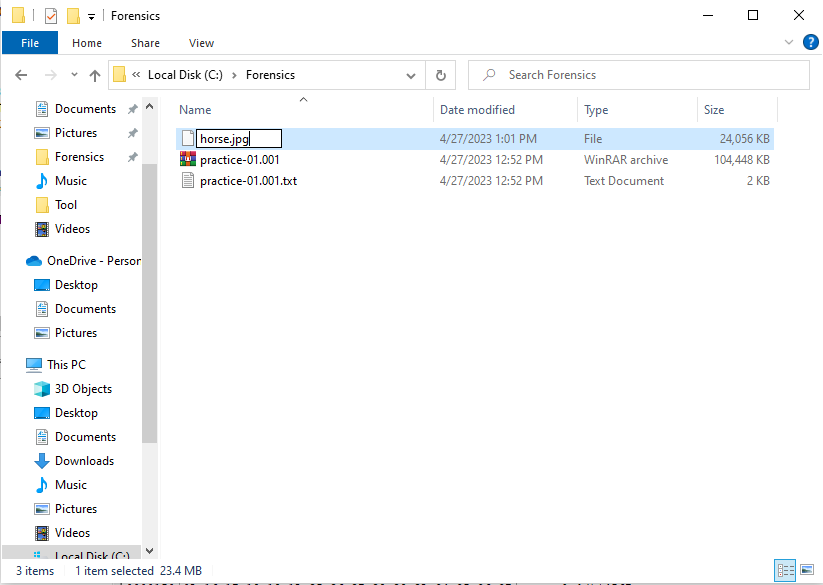 Forensics
File Home Share View
« Local Disk (C:) › Forensics Search Forensics
Name Date modified Type Size
horse.jpg 4/27/2023 1:01 PM File 24,056 KB
practice-01.001 4/27/2023 12:52 PM WinRAR archive 104,448 KB
practice-01.001.txt 4/27/2023 12:52 PM Text Document 2 KB
Documents
Pictures
Forensics
Music
Tool
Videos
OneDrive - Person
Desktop
Documents
Pictures
This PC
3D Objects
Desktop
Documents
Downloads
Music
Pictures
Videos
Local Disk (C:)
3 items 1 item selected 23.4 MB